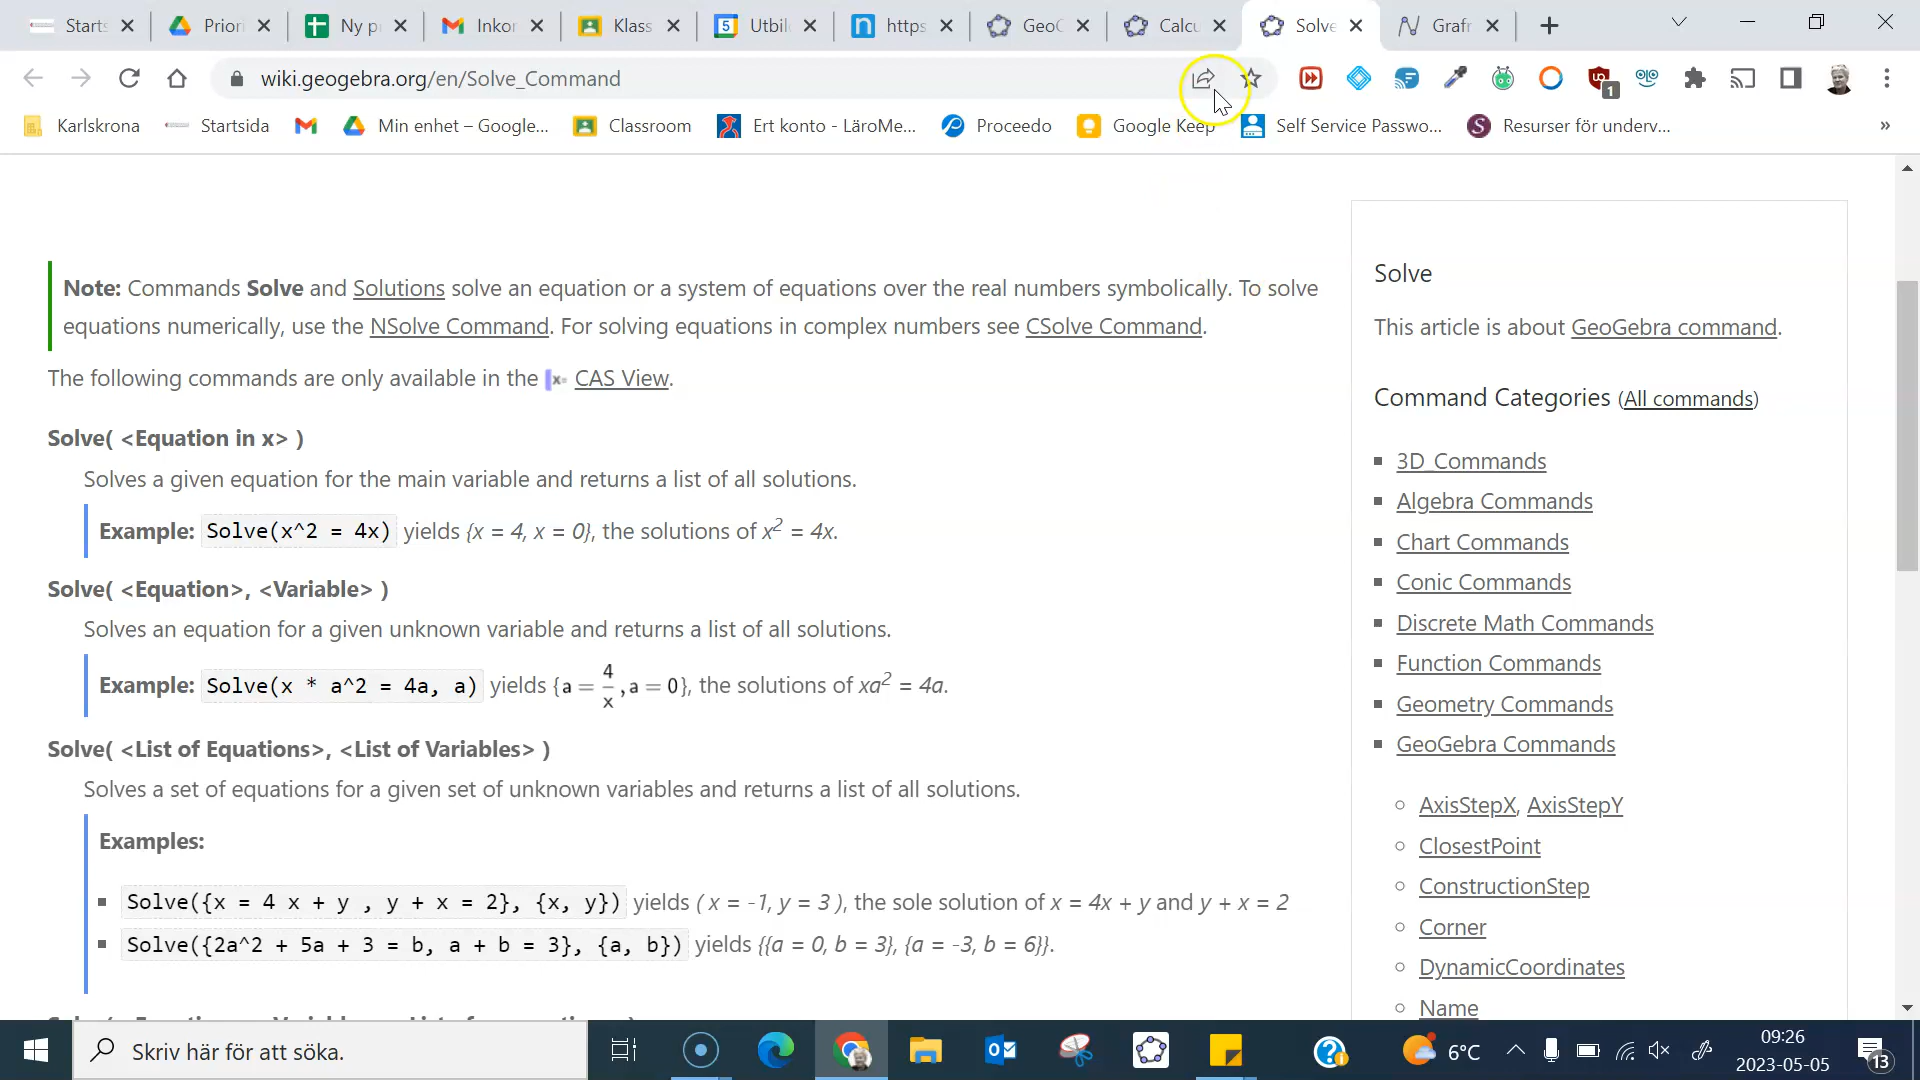 Starts
Priori
Ny p
Inkor
Klass
5
Utbil
n
https
GeoG
Calcu
Solve
Grafr
wiki.geogebra.org/en/Solve_Command
1
Karlskrona
Startsida
Min enhet – Google...
Classroom
Ert konto - LäroMe...
Proceedo
Google Keep
Self Service Passwo...
S
Resurser för underv...
»
Note: Commands Solve and Solutions solve an equation or a system of equations over the real numbers symbolically. To solve
equations numerically, use the NSolve Command. For solving equations in complex numbers see CSolve Command.
The following commands are only available in the x= CAS View.
Solve( <Equation in x> )
Solves a given equation for the main variable and returns a list of all solutions.
Example: Solve(x^2 = 4x) yields {x = 4, x = 0}, the solutions of x² = 4x.
Solve( <Equation>, <Variable> )
Solves an equation for a given unknown variable and returns a list of all solutions.
Example: Solve(x * a^2 = 4a, a) yields {a = 4/x, a = 0}, the solutions of xa² = 4a.
Solve( <List of Equations>, <List of Variables> )
Solves a set of equations for a given set of unknown variables and returns a list of all solutions.
Examples:
Solve({x = 4 x + y , y + x = 2}, {x, y}) yields ( x = -1, y = 3 ), the sole solution of x = 4x + y and y + x = 2
Solve({2a^2 + 5a + 3 = b, a + b = 3}, {a, b}) yields {{a = 0, b = 3}, {a = -3, b = 6}}.
Solve
This article is about GeoGebra command.
Command Categories (All commands)
3D_Commands
Algebra Commands
Chart Commands
Conic Commands
Discrete Math Commands
Function Commands
Geometry Commands
GeoGebra Commands
AxisStepX, AxisStepY
ClosestPoint
ConstructionStep
Corner
DynamicCoordinates
Name
Skriv här för att söka.
6°C
09:26
2023-05-05
13